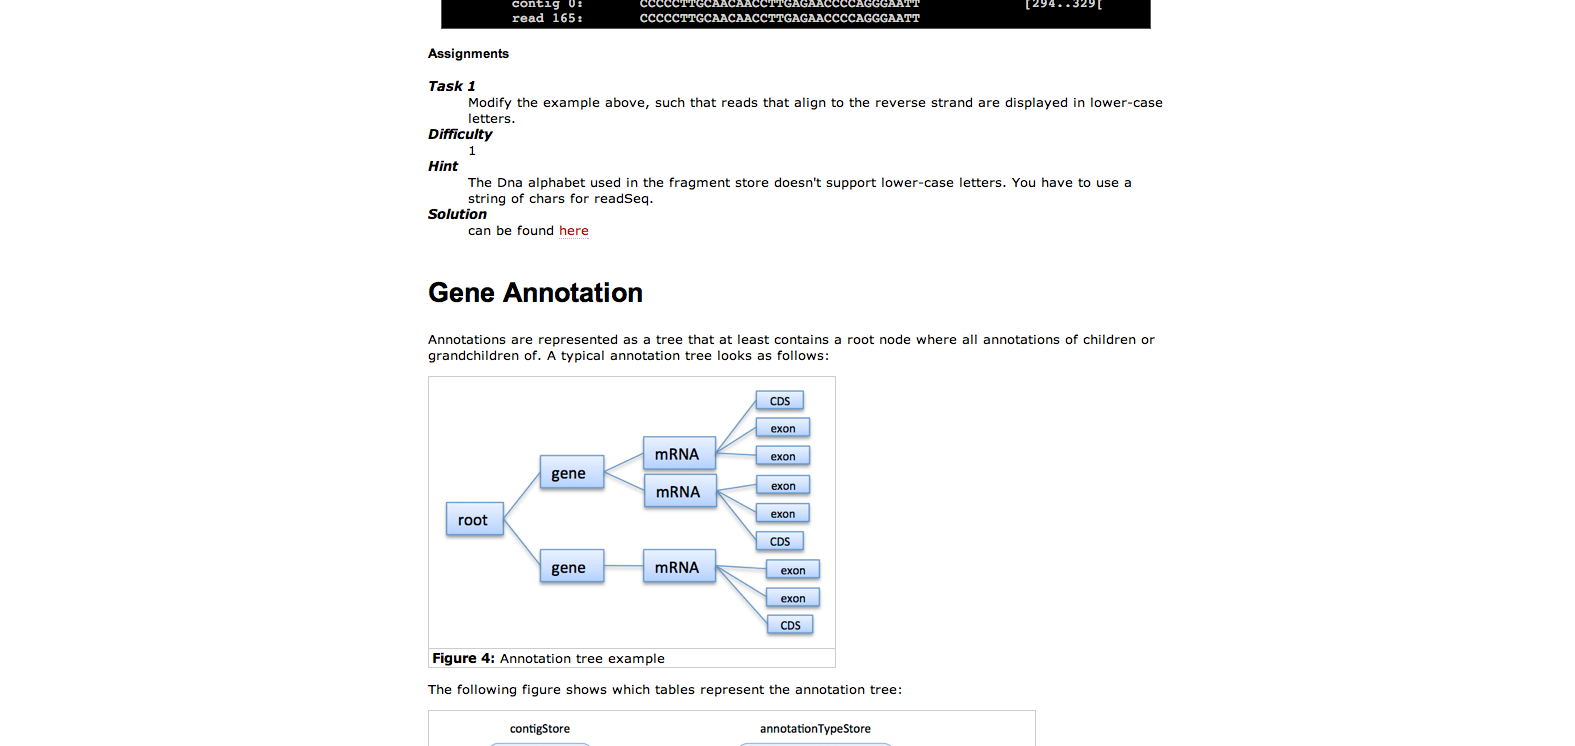 contig 0: CCCCCTTGCAACAACCTTGAGAACCCCAGGGAATT [294..329[
read 165: CCCCCTTGCAACAACCTTGAGAACCCCAGGGAATT
Assignments
Task 1
Modify the example above, such that reads that align to the reverse strand are displayed in lower-case
letters.
Difficulty
1
Hint
The Dna alphabet used in the fragment store doesn't support lower-case letters. You have to use a
string of chars for readSeq.
Solution
can be found here
Gene Annotation
Annotations are represented as a tree that at least contains a root node where all annotations of children or
grandchildren of. A typical annotation tree looks as follows:
CDS
exon
mRNA
exon
gene
exon
mRNA
exon
root
CDS
gene
mRNA
exon
exon
CDS
Figure 4: Annotation tree example
The following figure shows which tables represent the annotation tree:
contigStore annotationTypeStore